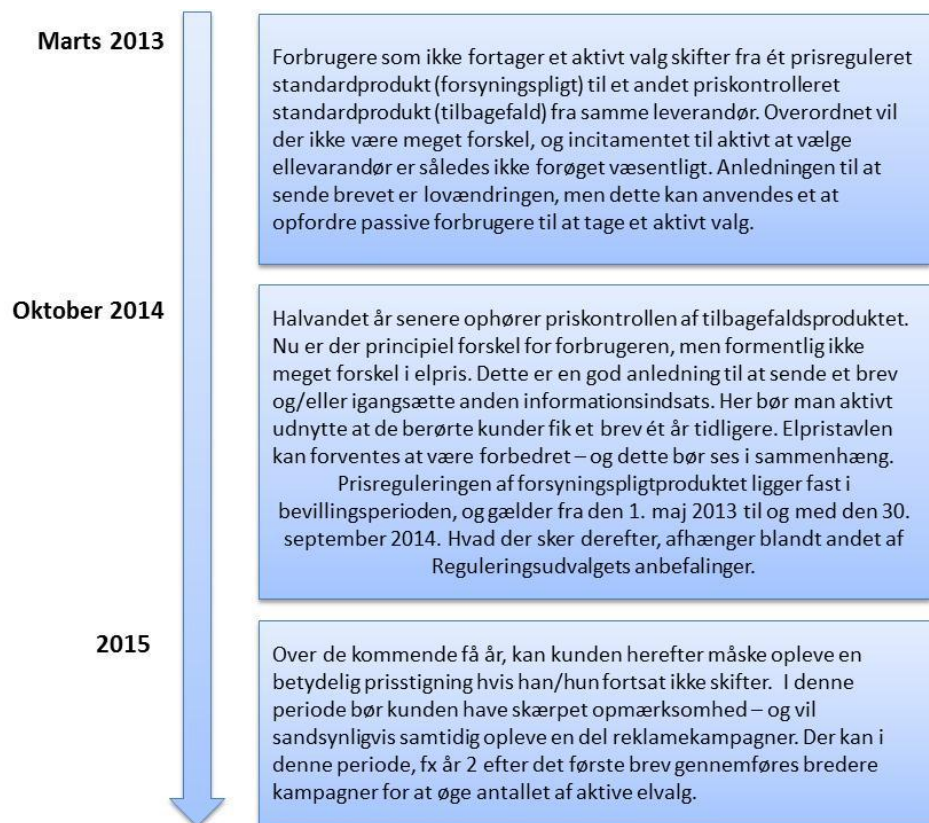 Marts 2013
Forbrugere som ikke fortager et aktivt valg skifter fra ét prisreguleret
standardprodukt (forsyningspligt) til et andet priskontrolleret
standardprodukt (tilbagefald) fra samme leverandør. Overordnet vil
der ikke være meget forskel, og incitamentet til aktivt at vælge
ellevarandør er således ikke forøget væsentligt. Anledningen til at
sende brevet er lovændringen, men dette kan anvendes et at
opfordre passive forbrugere til at tage et aktivt valg.
Oktober 2014
Halvandet år senere ophører priskontrollen af tilbagefaldsproduktet.
Nu er der principiel forskel for forbrugeren, men formentlig ikke
meget forskel i elpris. Dette er en god anledning til at sende et brev
og/eller igangsætte anden informationsindsats. Her bør man aktivt
udnytte at de berørte kunder fik et brev ét år tidligere. Elpristavlen
kan forventes at være forbedret – og dette bør ses i sammenhæng.
Prisreguleringen af forsyningspligtproduktet ligger fast i
bevillingsperioden, og gælder fra den 1. maj 2013 til og med den 30.
september 2014. Hvad der sker derefter, afhænger blandt andet af
Reguleringsudvalgets anbefalinger.
2015
Over de kommende få år, kan kunden herefter måske opleve en
betydelig prisstigning hvis han/hun fortsat ikke skifter. I denne
periode bør kunden have skærpet opmærksomhed – og vil
sandsynligvis samtidig opleve en del reklamekampagner. Der kan i
denne periode, fx år 2 efter det første brev gennemføres bredere
kampagner for at øge antallet af aktive elvalg.